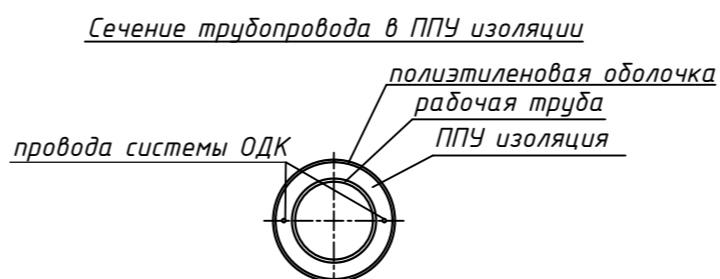 Сечение трубопровода в ППУ изоляции
полиэтиленовая оболочка
рабочая труба
ППУ изоляция
провода системы ОДК